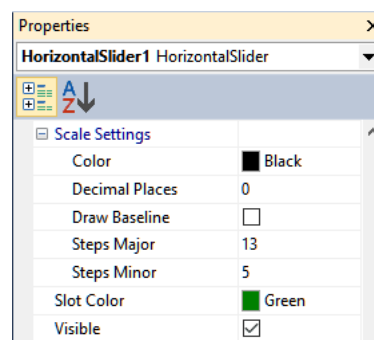 Properties
HorizontalSlider1 HorizontalSlider
A
Z
Scale Settings
Color Black
Decimal Places 0
Draw Baseline
Steps Major 13
Steps Minor 5
Slot Color Green
Visible